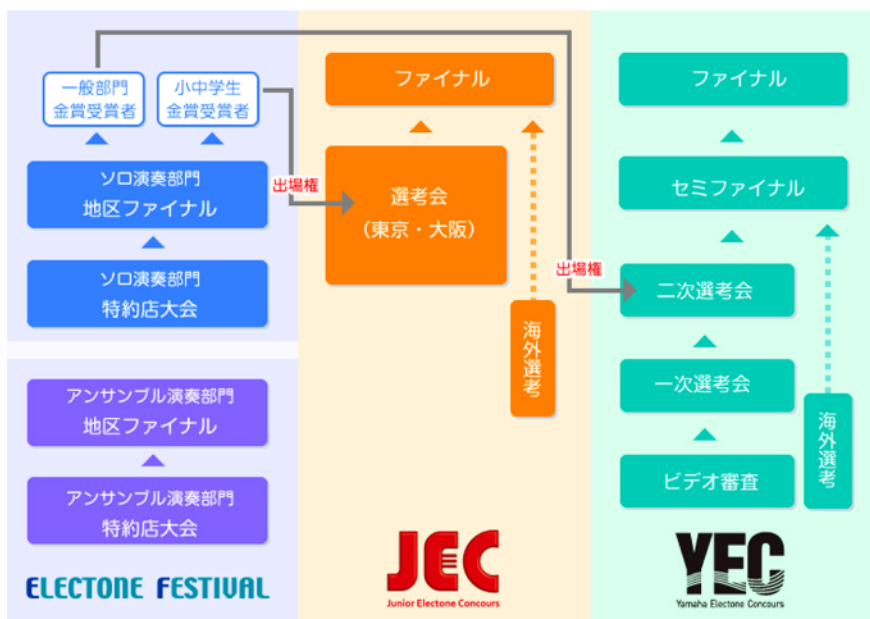 一般部門
金賞受賞者
小中学生
金賞受賞者
ソロ演奏部門
地区ファイナル
ソロ演奏部門
特約店大会
アンサンブル演奏部門
地区ファイナル
アンサンブル演奏部門
特約店大会
ELECTONE FESTIVAL
出場権
ファイナル
選考会
(東京・大阪)
海外選考
JEC
Junior Electone Concours
出場権
ファイナル
セミファイナル
二次選考会
一次選考会
ビデオ審査
海外選考
YEC
Yamaha Electone Concours